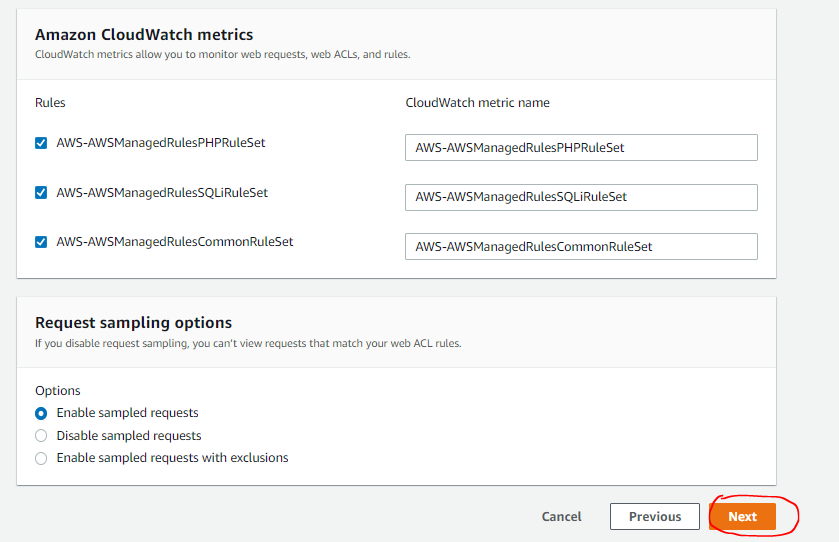 Amazon CloudWatch metrics
CloudWatch metrics allow you to monitor web requests, web ACLs, and rules.
Rules
CloudWatch metric name
AWS-AWSManagedRulesPHPRuleSet
AWS-AWSManagedRulesPHPRuleSet
AWS-AWSManagedRulesSQLiRuleSet
AWS-AWSManagedRulesSQLiRuleSet
AWS-AWSManagedRulesCommonRuleSet
AWS-AWSManagedRulesCommonRuleSet
Request sampling options
If you disable request sampling, you can't view requests that match your web ACL rules.
Options
Enable sampled requests
Disable sampled requests
Enable sampled requests with exclusions
Cancel
Previous
Next